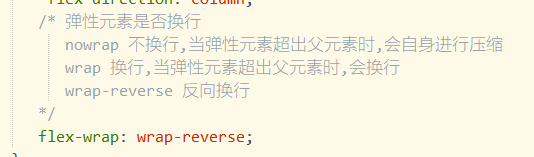 flex-direction: column;
/* 弹性元素是否换行
nowrap 不换行,当弹性元素超出父元素时,会自身进行压缩
wrap 换行,当弹性元素超出父元素时,会换行
wrap-reverse 反向换行
*/
flex-wrap: wrap-reverse;